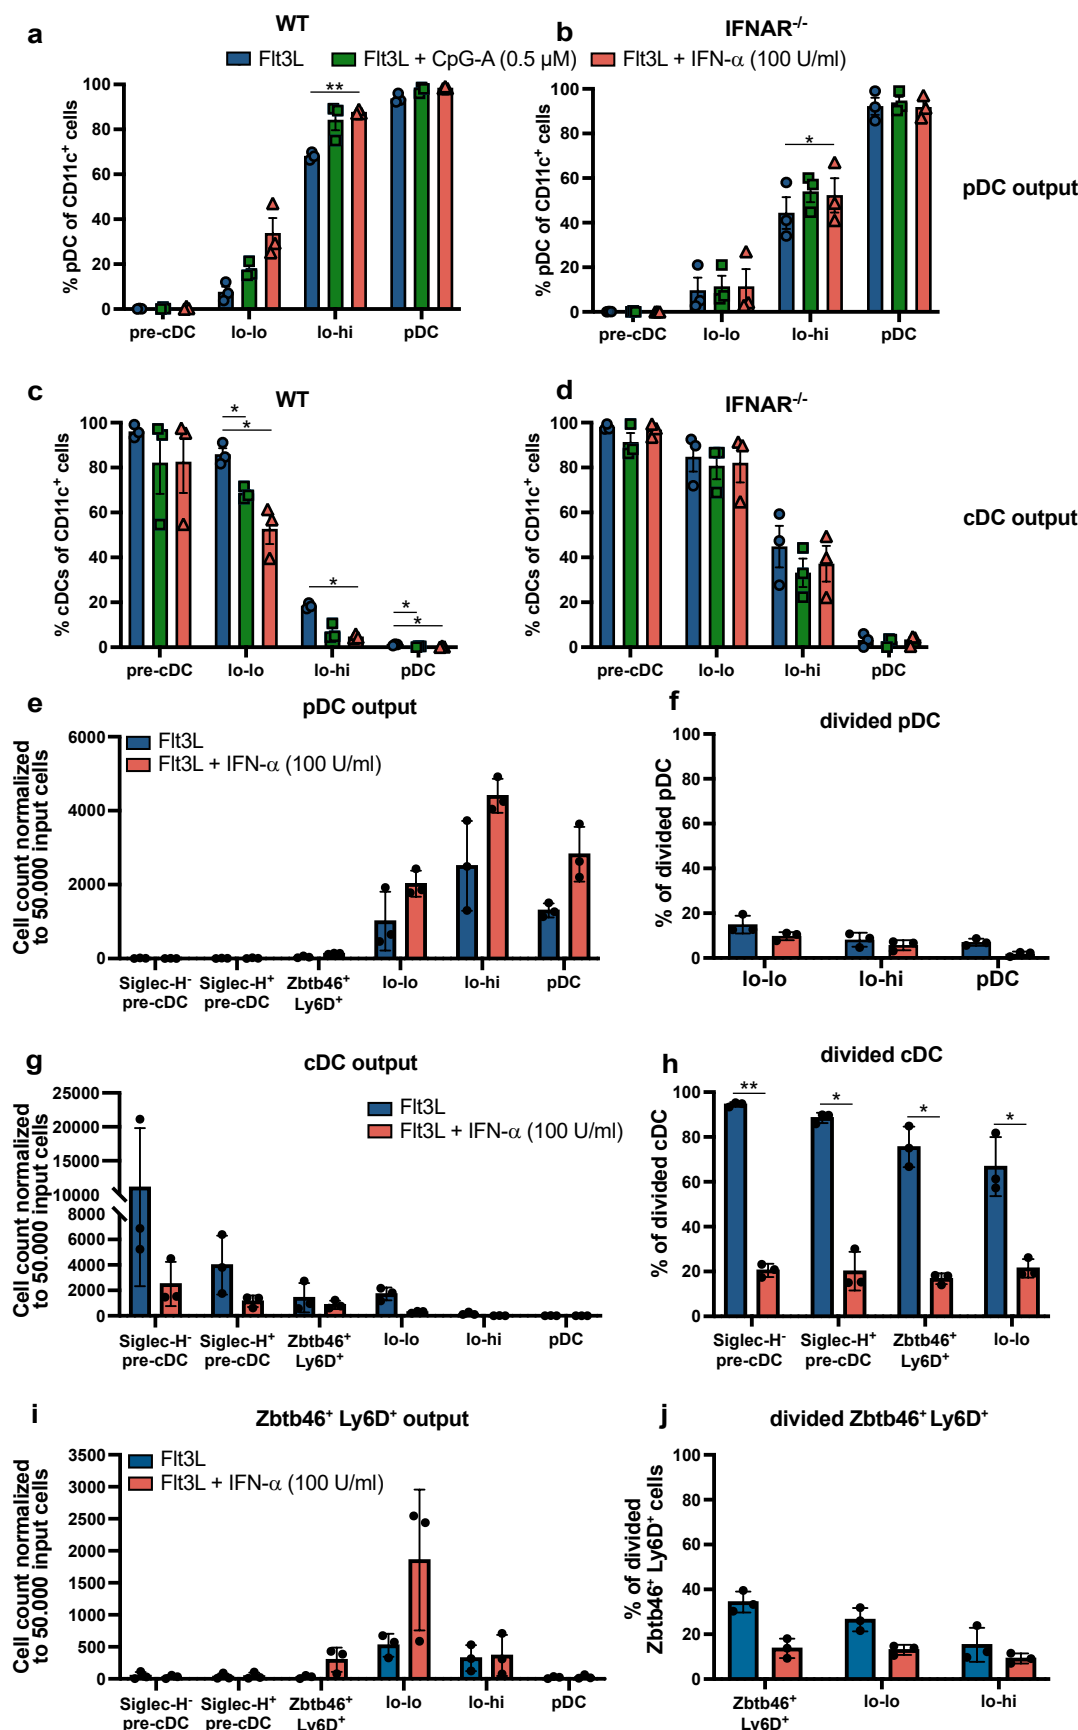 a WT b IFNAR-/-
Flt3L Flt3L + CpG-A (0.5 µM) Flt3L + IFN-α (100 U/ml)
% pDC of CD11c+ cells
100
80
60
40
20
0
**
pre-cDC lo-lo lo-hi pDC
% pDC of CD11c+ cells
100
80
60
40
20
0
*
pre-cDC lo-lo lo-hi pDC
pDC output
c WT
% cDCs of CD11c+ cells
100
80
60
40
20
0
*
*
*
*
*
pre-cDC lo-lo lo-hi pDC
d IFNAR-/-
% cDCs of CD11c+ cells
100
80
60
40
20
0
pre-cDC lo-lo lo-hi pDC
cDC output
e pDC output
Flt3L
Flt3L + IFN-α (100 U/ml)
Cell count normalized
to 50.000 input cells
6000
4000
2000
0
Siglec-H- Siglec-H+ Zbtb46+ lo-lo lo-hi pDC
pre-cDC pre-cDC Ly6D+
f divided pDC
% of divided pDC
100
80
60
40
20
0
lo-lo lo-hi pDC
g cDC output
Flt3L
Flt3L + IFN-α (100 U/ml)
Cell count normalized
to 50.000 input cells
25000
20000
15000
10000
8000
6000
4000
2000
0
Siglec-H- Siglec-H+ Zbtb46+ lo-lo lo-hi pDC
pre-cDC pre-cDC Ly6D+
h divided cDC
% of divided cDC
100
80
60
40
20
0
** * * *
Siglec-H- Siglec-H+ Zbtb46+ lo-lo
pre-cDC pre-cDC Ly6D+
i Zbtb46+ Ly6D+ output
Flt3L
Flt3L + IFN-α (100 U/ml)
Cell count normalized
to 50.000 input cells
3500
3000
2500
2000
1500
1000
500
0
Siglec-H- Siglec-H+ Zbtb46+ lo-lo lo-hi pDC
pre-cDC pre-cDC Ly6D+
j divided Zbtb46+ Ly6D+
% of divided
Zbtb46+ Ly6D+ cells
100
80
60
40
20
0
Zbtb46+ lo-lo lo-hi
Ly6D+